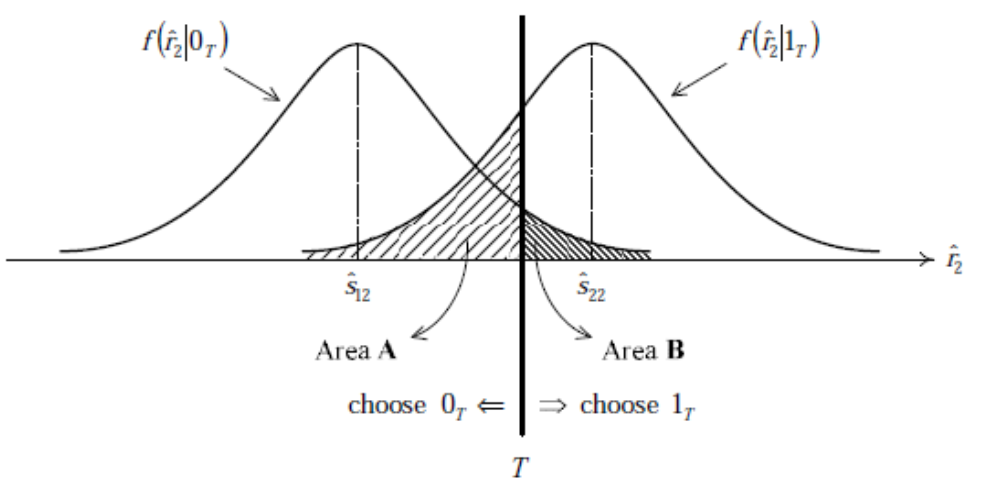 f(r̂₂|0_T) f(r̂₂|1_T)
r̂₂
ŝ₁₂ ŝ₂₂
Area A Area B
choose 0_T ⇐ ⇒ choose 1_T
T